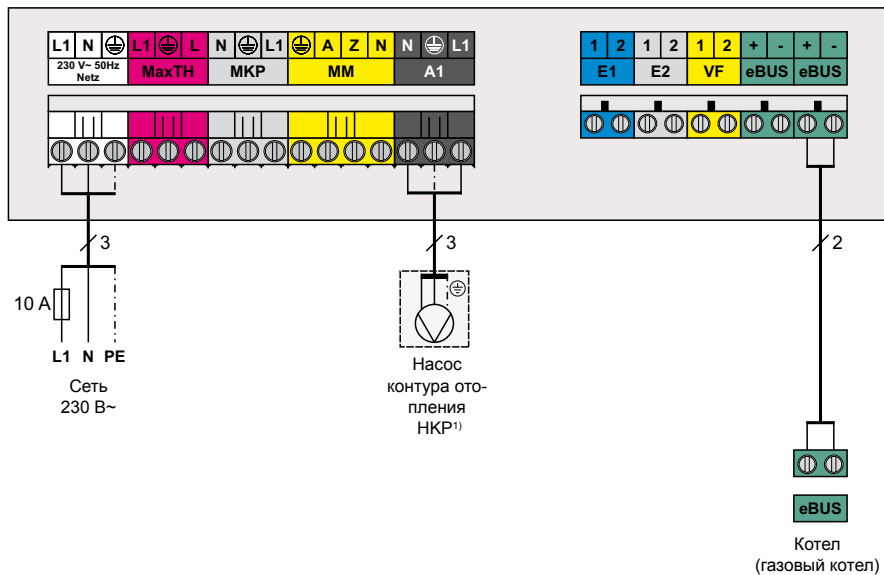 L1 N L1 L N L1 A Z N N L1
230 V~ 50Hz
Netz
MaxTH MKP MM A1
1 2 1 2 1 2 + - + -
E1 E2 VF eBUS eBUS
3 3 2
10 A
L1 N PE
Сеть
230 В~
Насос
контура ото-
пления
НКР¹⁾
eBUS
Котел
(газовый котел)